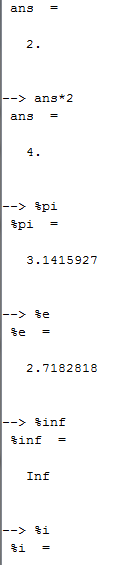 ans  =
2.
--> ans*2
ans  =
4.
--> %pi
%pi  =
3.1415927
--> %e
%e  =
2.7182818
--> %inf
%inf  =
Inf
--> %i
%i  =